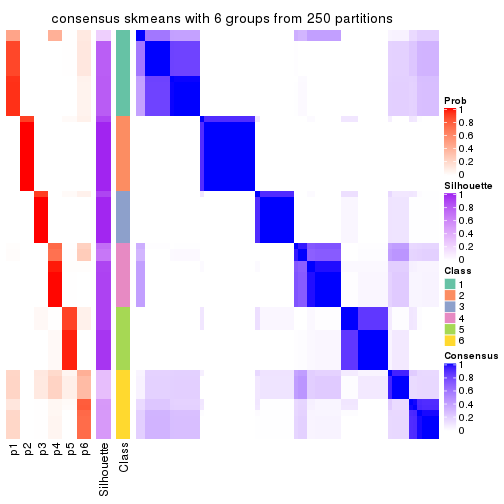 consensus skmeans with 6 groups from 250 partitions
Prob
1
0.8
0.6
0.4
0.2
0
Silhouette
1
0.8
0.6
0.4
0.2
0
Class
1
2
3
4
5
6
Consensus
1
0.8
0.6
0.4
0.2
0
p1
p2
p3
p4
p5
p6
Silhouette
Class